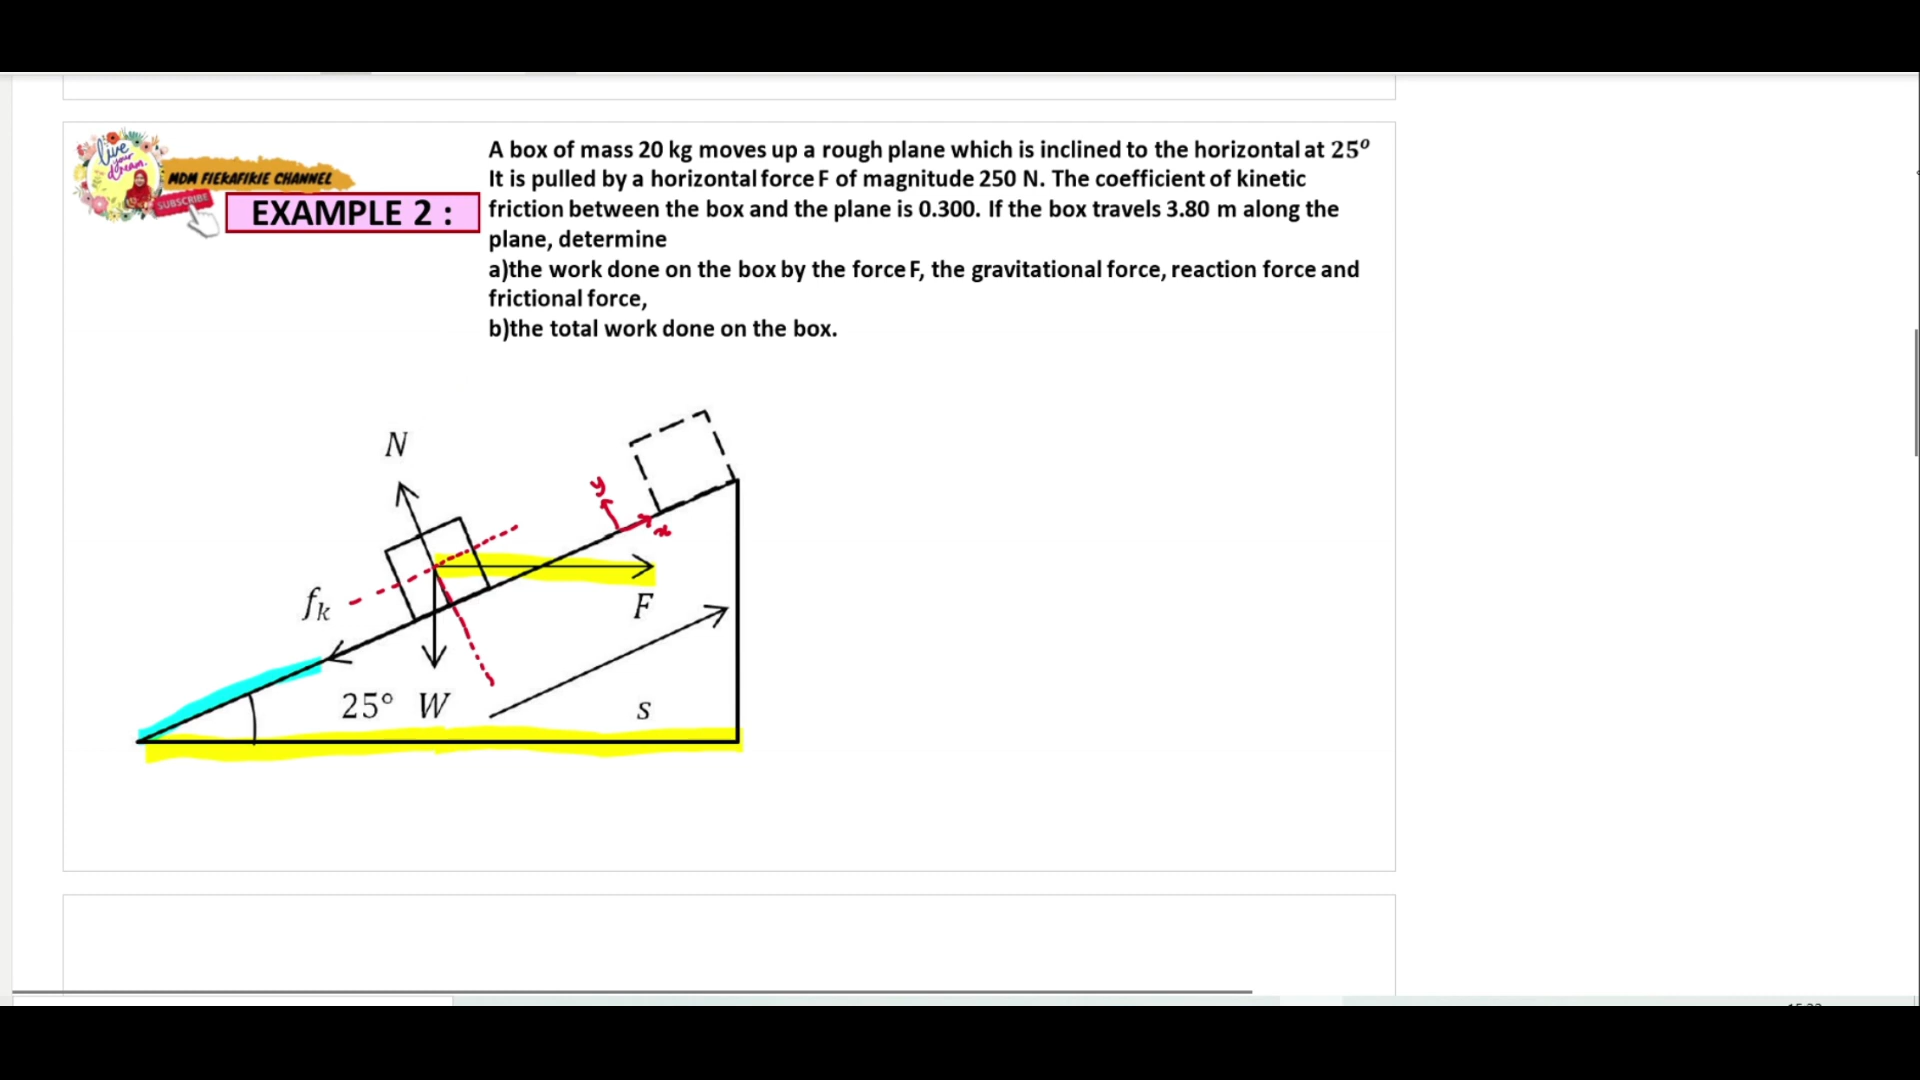 live
your
dream.
MDM FIEKAFIKIE CHANNEL
SUBSCRIBE
EXAMPLE 2 :
A box of mass 20 kg moves up a rough plane which is inclined to the horizontal at 25º
It is pulled by a horizontal force F of magnitude 250 N. The coefficient of kinetic
friction between the box and the plane is 0.300. If the box travels 3.80 m along the
plane, determine
a)the work done on the box by the force F, the gravitational force, reaction force and
frictional force,
b)the total work done on the box.
N
y
x
fk
F
25° W
s